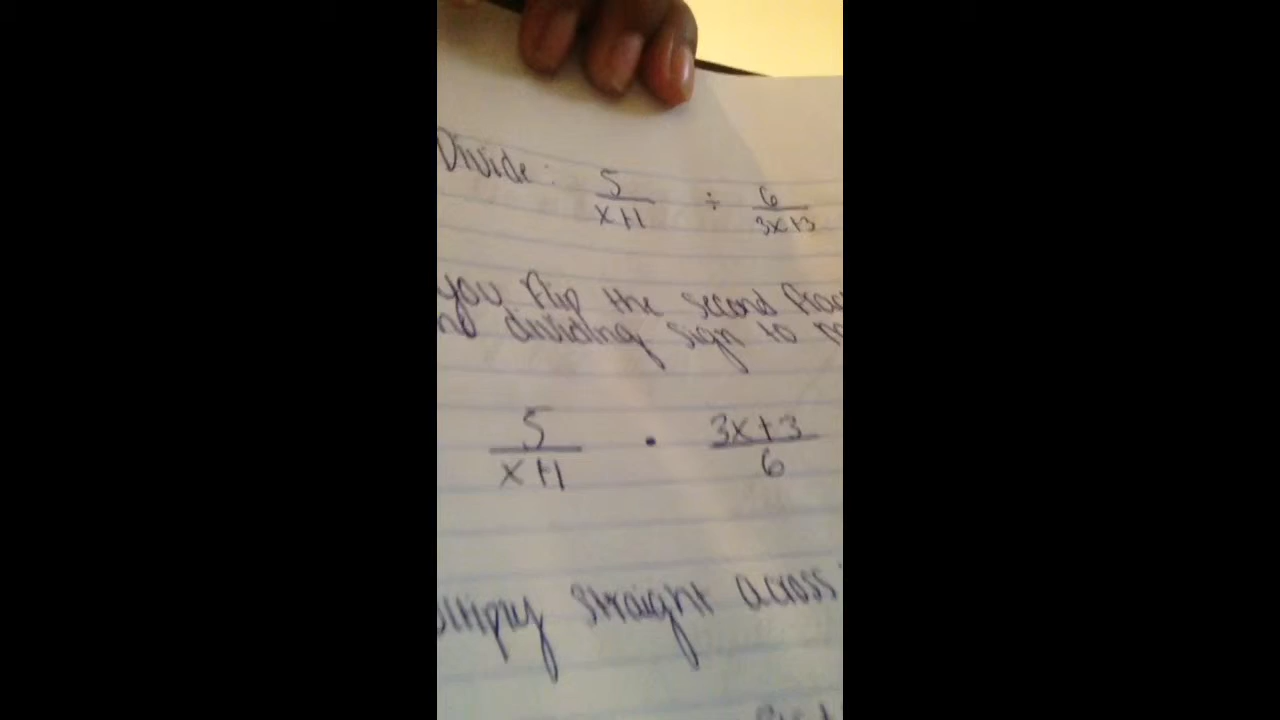 Divide: 5/x+1 ÷ 6/3x+3
you flip the second
dividing sign to
5/x+1 · 3x+3/6
straight across